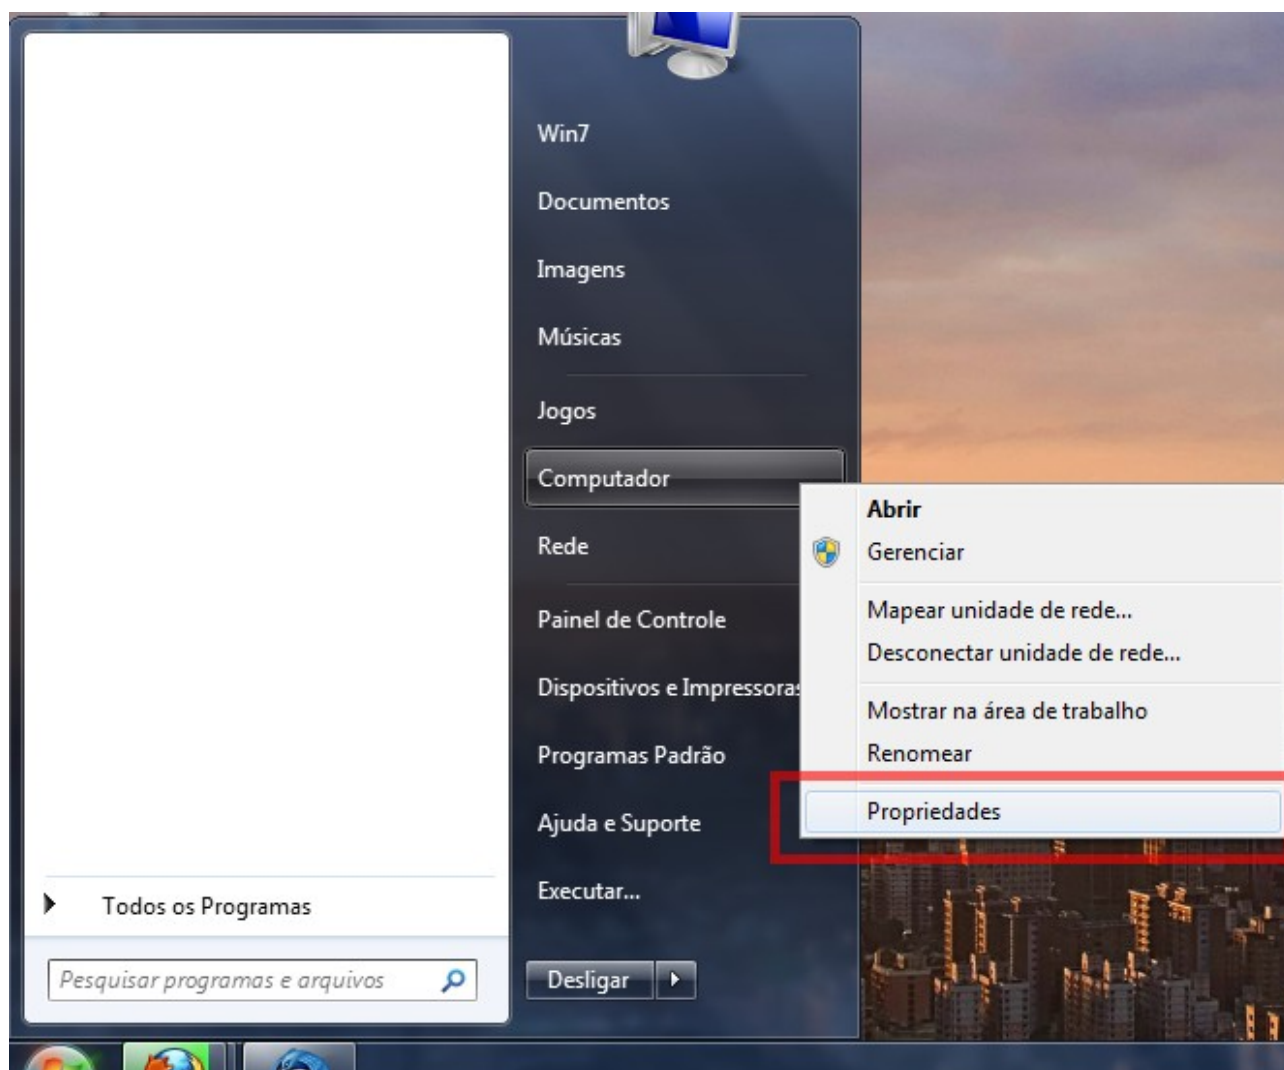 Win7
Documentos
Imagens
Músicas
Jogos
Computador
Rede
Painel de Controle
Dispositivos e Impressoras
Programas Padrão
Ajuda e Suporte
Executar...
Desligar
Todos os Programas
Pesquisar programas e arquivos
Abrir
Gerenciar
Mapear unidade de rede...
Desconectar unidade de rede...
Mostrar na área de trabalho
Renomear
Propriedades